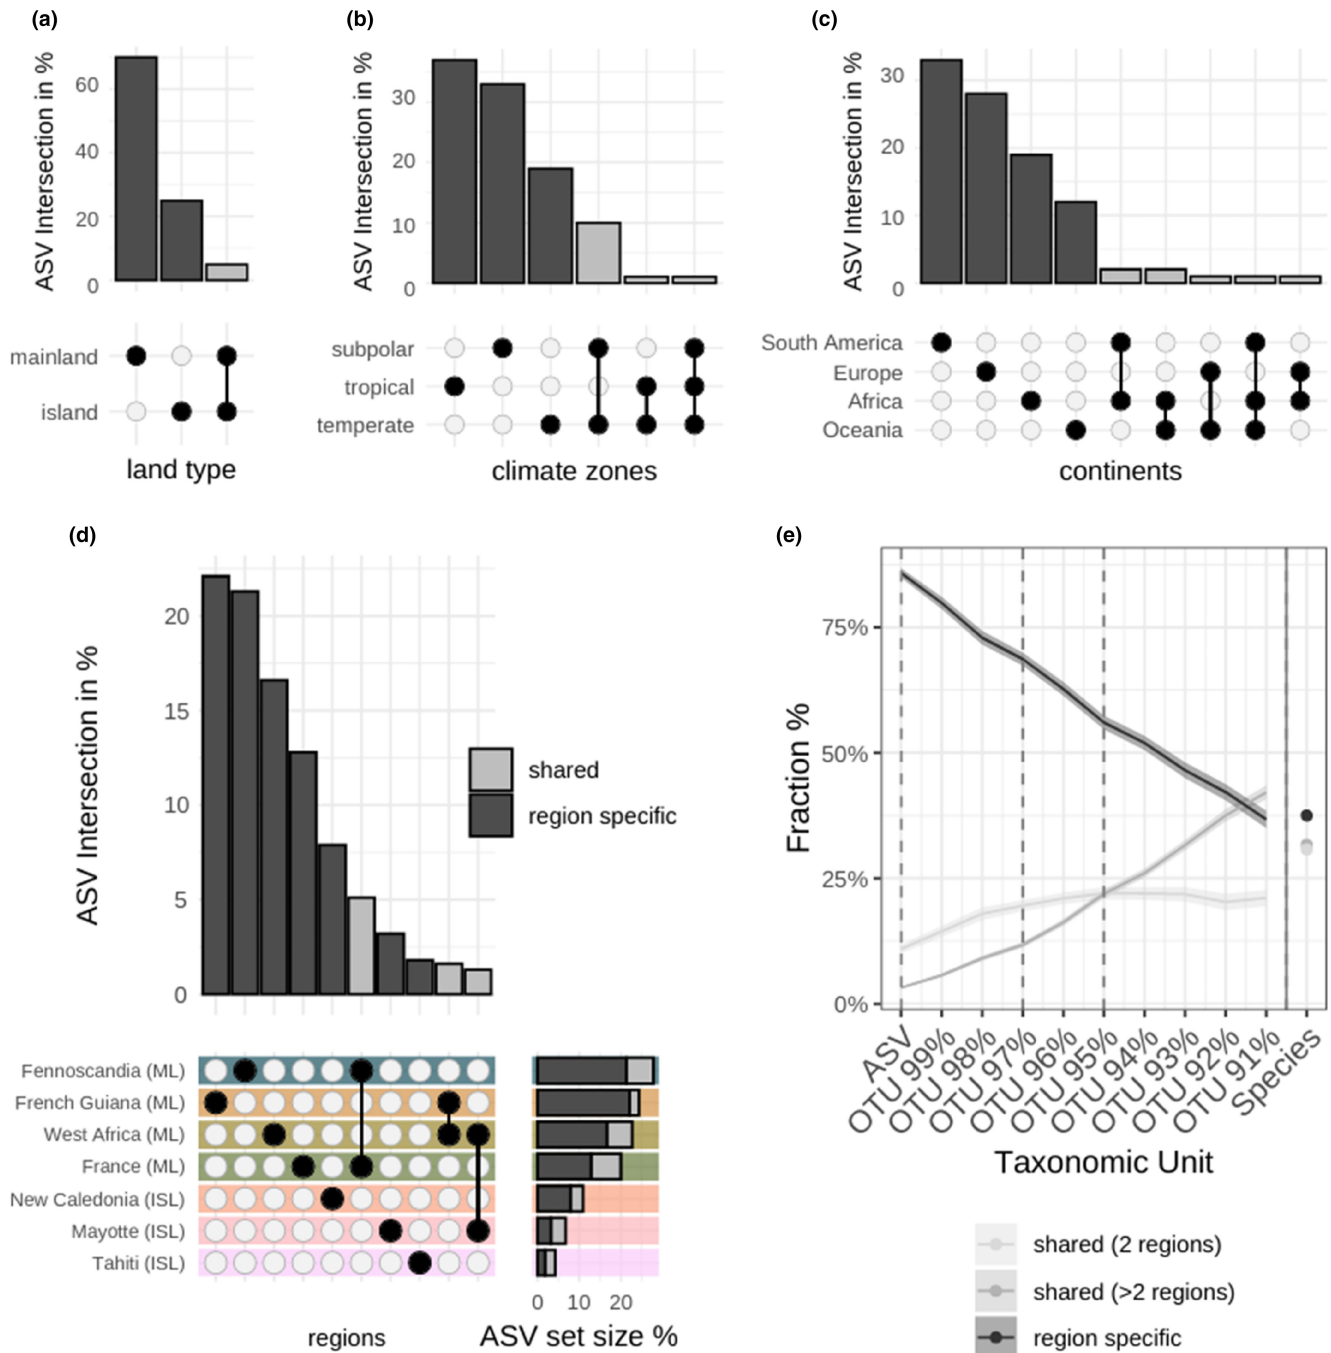 (a)
(b)
(c)
ASV Intersection in %
60
40
20
0
mainland
island
land type
ASV Intersection in %
30
20
10
0
subpolar
tropical
temperate
climate zones
ASV Intersection in %
30
20
10
0
South America
Europe
Africa
Oceania
continents
(d)
ASV Intersection in %
20
15
10
5
0
shared
region specific
Fennoscandia (ML)
French Guiana (ML)
West Africa (ML)
France (ML)
New Caledonia (ISL)
Mayotte (ISL)
Tahiti (ISL)
regions
0 10 20
ASV set size %
(e)
Fraction %
75%
50%
25%
0%
ASV
OTU 99%
OTU 98%
OTU 97%
OTU 96%
OTU 95%
OTU 94%
OTU 93%
OTU 92%
OTU 91%
Species
Taxonomic Unit
shared (2 regions)
shared (>2 regions)
region specific